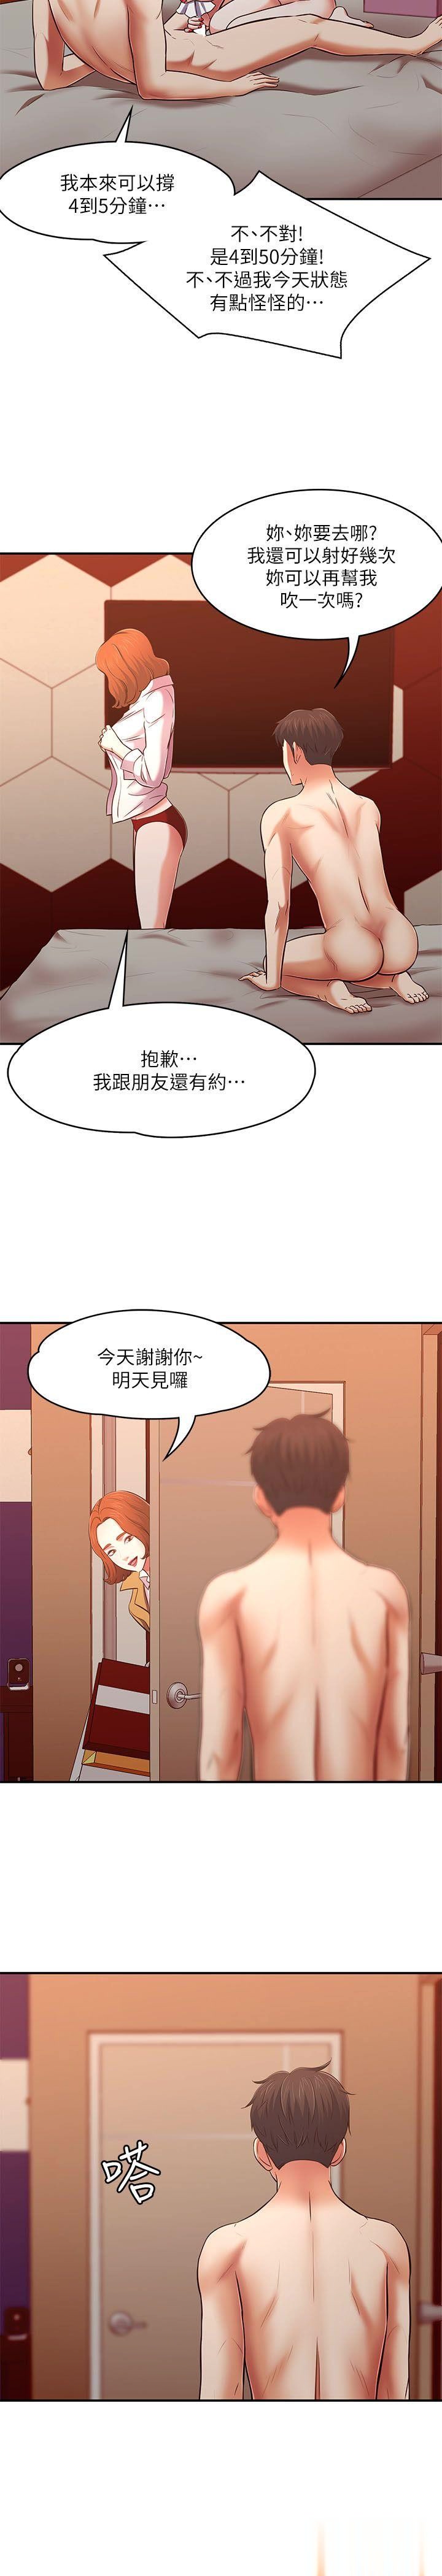 我本來可以撐
4到5分鐘…
不、不對!
是4到50分鐘!
不、不過我今天狀態
有點怪怪的…
妳、妳要去哪?
我還可以射好幾次
妳可以再幫我
吹一次嗎?
抱歉…
我跟朋友還有約…
今天謝謝你~
明天見囉
嗒